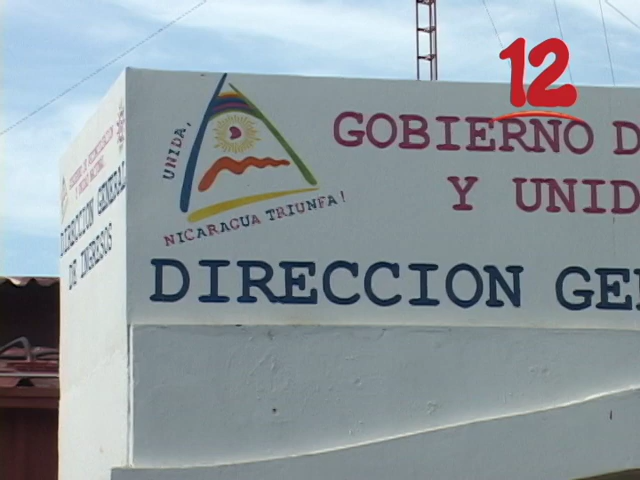 12
UNIDA,
NICARAGUA TRIUNFA!
GOBIERNO D
Y UNID
DIRECCION GE
DIRECCION GENERAL
DE INGRESOS